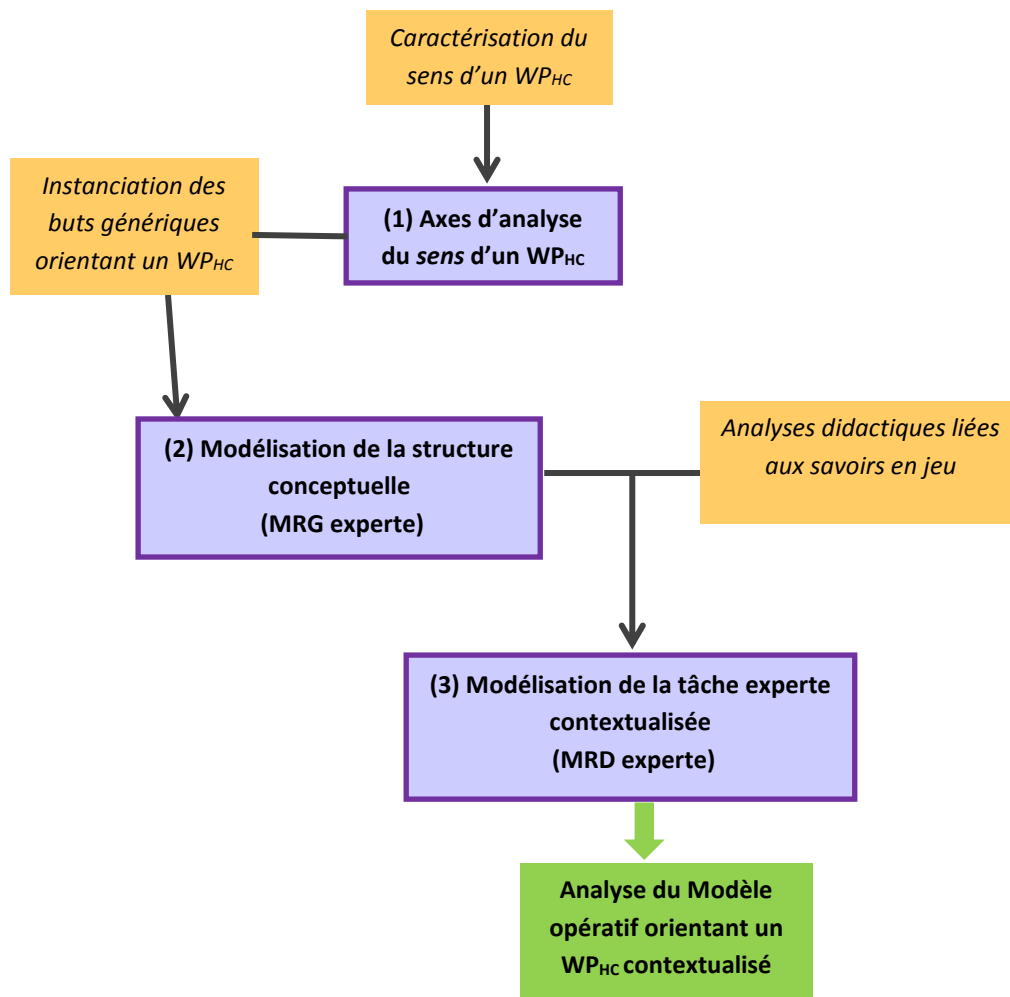 Caractérisation du
sens d’un WPHC
Instanciation des
buts génériques
orientant un WPHC
(1) Axes d’analyse
du sens d’un WPHC
(2) Modélisation de la structure
conceptuelle
(MRG experte)
Analyses didactiques liées
aux savoirs en jeu
(3) Modélisation de la tâche experte
contextualisée
(MRD experte)
Analyse du Modèle
opératif orientant un
WPHC contextualisé